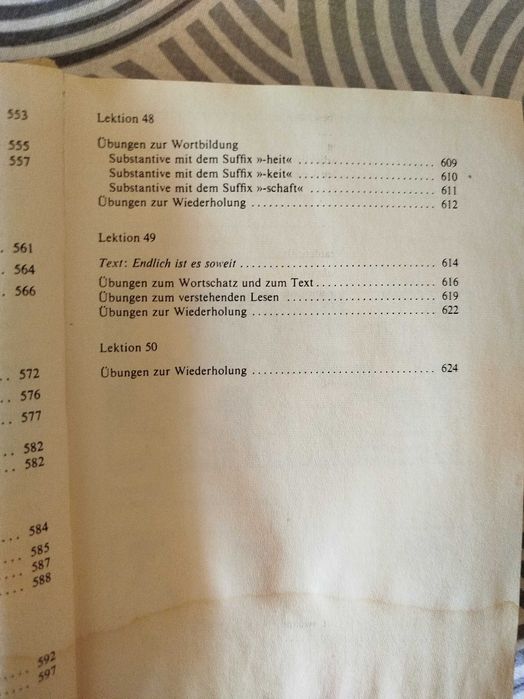 553
555
557
.. 561
.. 564
.. 566
.. 572
.. 576
... 577
.. 582
.. 582
... 584
.... 585
.... 587
.... 588
.... 592
.... 597
Lektion 48
Übungen zur Wortbildung
Substantive mit dem Suffix »-heit« ........................ 609
Substantive mit dem Suffix »-keit« ........................ 610
Substantive mit dem Suffix »-schaft« ...................... 611
Übungen zur Wiederholung ................................ 612
Lektion 49
Text: Endlich ist es soweit .................................. 614
Übungen zum Wortschatz und zum Text ..................... 616
Übungen zum verstehenden Lesen ........................... 619
Übungen zur Wiederholung ................................ 622
Lektion 50
Übungen zur Wiederholung ................................ 624